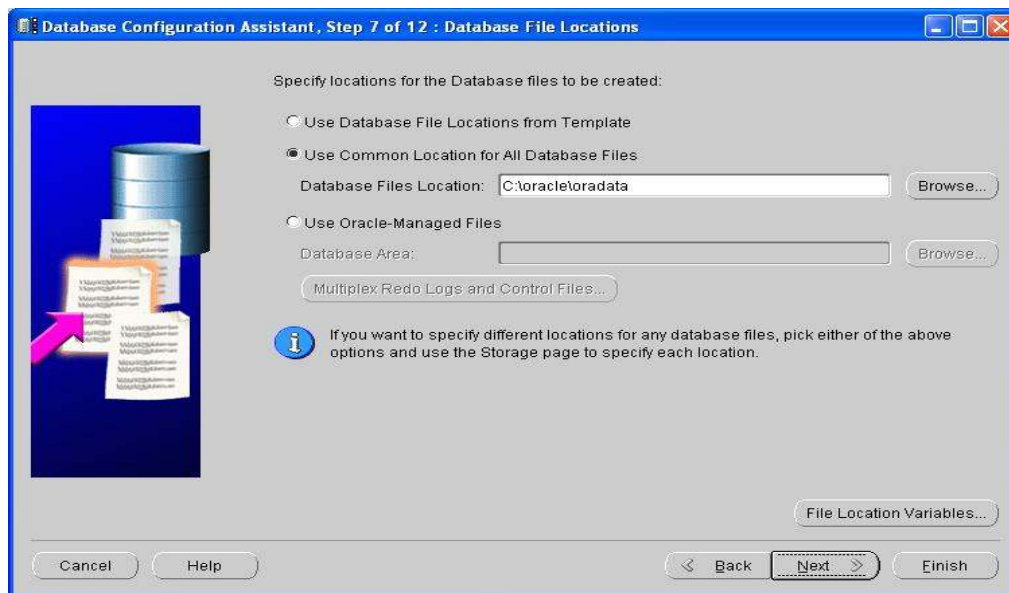 Database Configuration Assistant, Step 7 of 12 : Database File Locations
Specify locations for the Database files to be created:
Use Database File Locations from Template
Use Common Location for All Database Files
Database Files Location: C:\oracle\oradata Browse...
Use Oracle-Managed Files
Database Area: Browse...
Multiplex Redo Logs and Control Files...
If you want to specify different locations for any database files, pick either of the above
options and use the Storage page to specify each location.
File Location Variables...
Cancel Help Back Next Finish